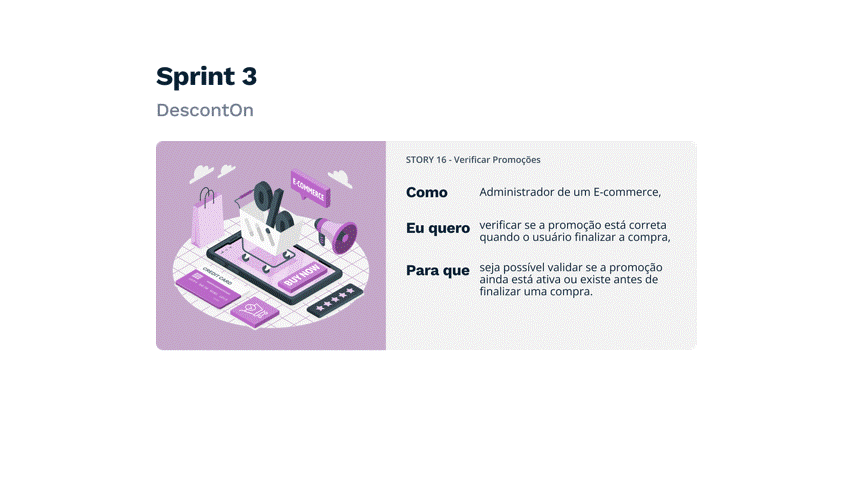 Sprint 3
DescontOn
E-COMMERCE
CREDIT CARD
BUY NOW
%
STORY 16 - Verificar Promoções
Como
Administrador de um E-commerce,
Eu quero
verificar se a promoção está correta
quando o usuário finalizar a compra,
Para que
seja possível validar se a promoção
ainda está ativa ou existe antes de
finalizar uma compra.